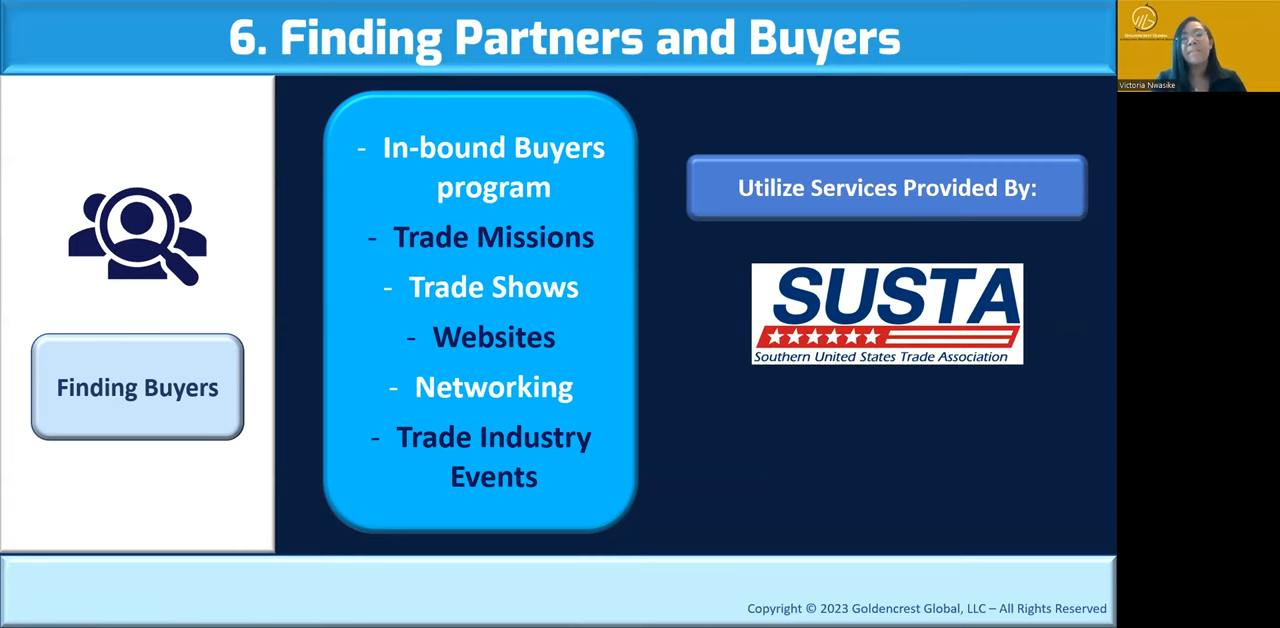 6. Finding Partners and Buyers
Finding Buyers
- In-bound Buyers
program
- Trade Missions
- Trade Shows
- Websites
- Networking
- Trade Industry
Events
Utilize Services Provided By:
SUSTA
Southern United States Trade Association
Copyright © 2023 Goldencrest Global, LLC – All Rights Reserved
Goldencrest Global
Victoria Nwasike